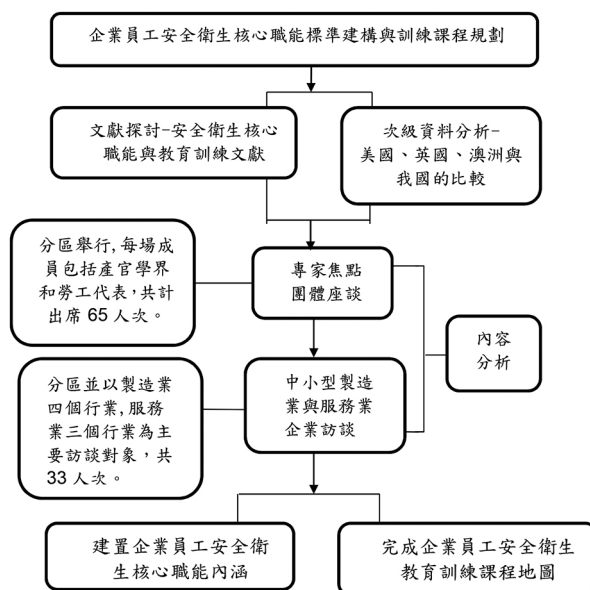 企業員工安全衛生核心職能標準建構與訓練課程規劃
文獻探討-安全衛生核心
職能與教育訓練文獻
次級資料分析-
美國、英國、澳洲與
我國的比較
分區舉行,每場成
員包括產官學界
和勞工代表,共計
出席 65 人次。
專家焦點
團體座談
內容
分析
分區並以製造業
四個行業,服務
業三個行業為主
要訪談對象,共
33 人次。
中小型製造
業與服務業
企業訪談
建置企業員工安全衛
生核心職能內涵
完成企業員工安全衛生
教育訓練課程地圖